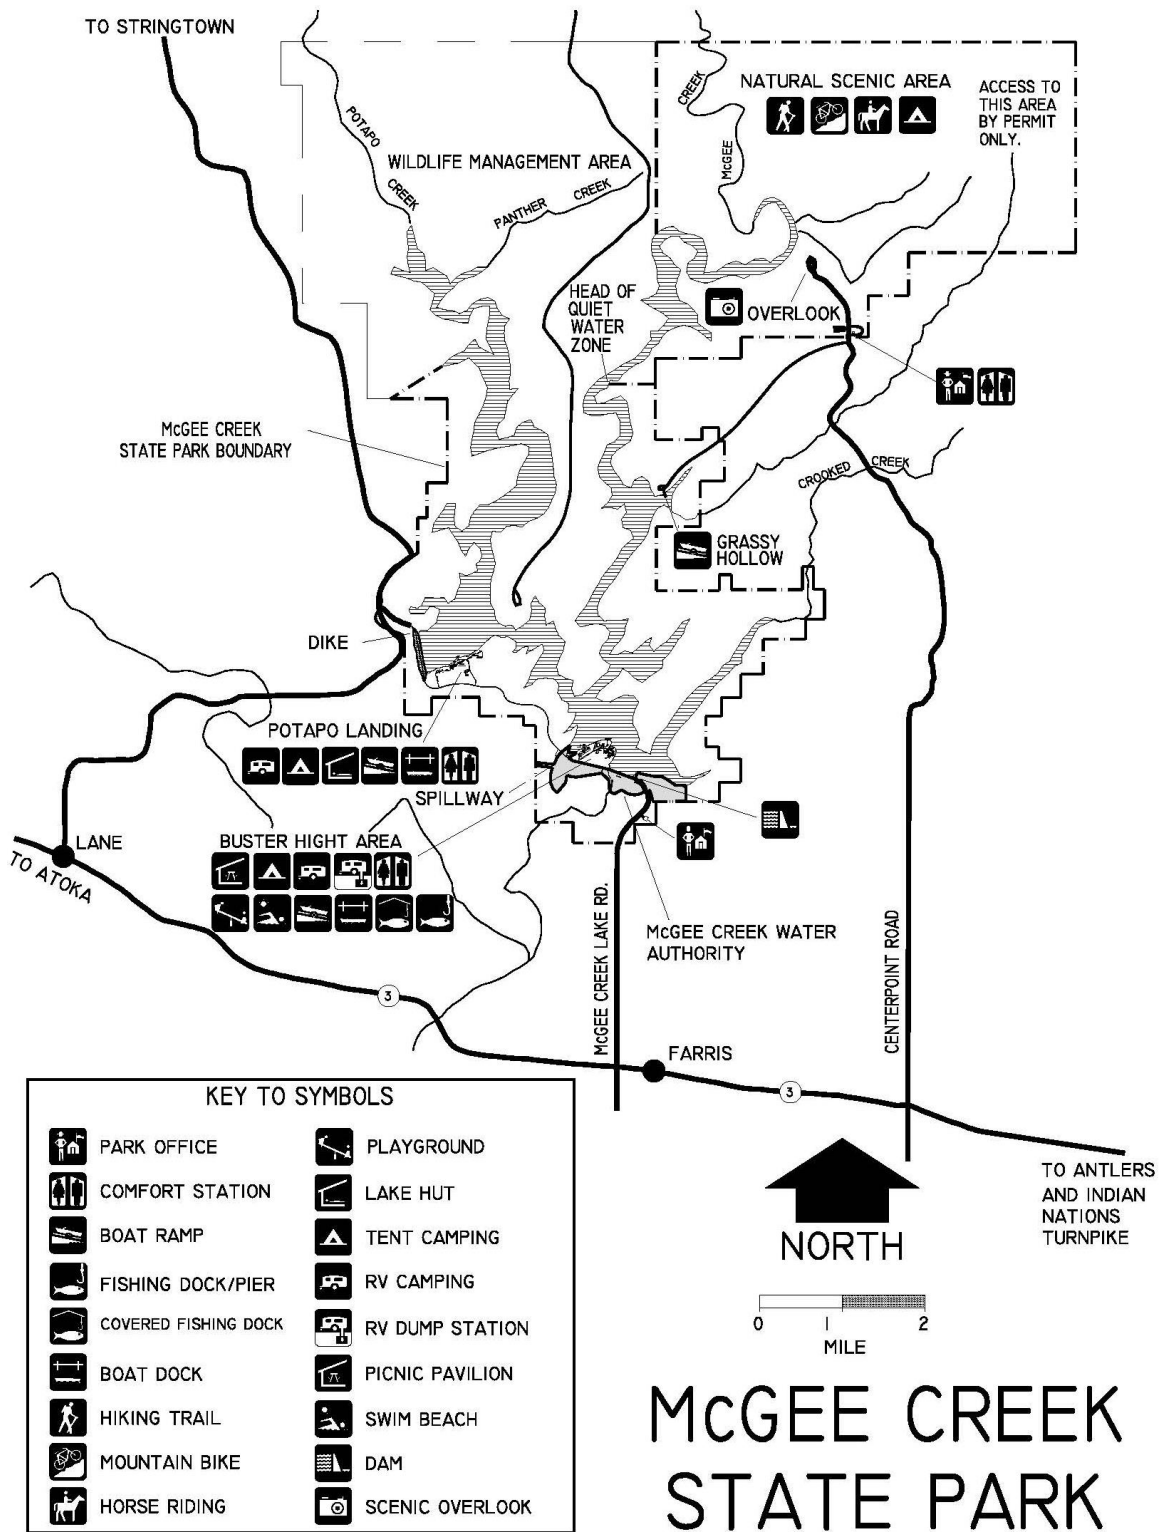 TO STRINGTOWN
POTAPO
CREEK
WILDLIFE MANAGEMENT AREA
PANTHER CREEK
CREEK
McGEE
NATURAL SCENIC AREA
ACCESS TO
THIS AREA
BY PERMIT
ONLY.
HEAD OF
QUIET
WATER
ZONE
OVERLOOK
McGEE CREEK
STATE PARK BOUNDARY
CROOKED CREEK
GRASSY
HOLLOW
DIKE
POTAPO LANDING
SPILLWAY
BUSTER HIGHT AREA
LANE
TO ATOKA
McGEE CREEK WATER
AUTHORITY
McGEE CREEK LAKE RD.
CENTERPOINT ROAD
3
FARRIS
3
TO ANTLERS
AND INDIAN
NATIONS
TURNPIKE
KEY TO SYMBOLS
PARK OFFICE
COMFORT STATION
BOAT RAMP
FISHING DOCK/PIER
COVERED FISHING DOCK
BOAT DOCK
HIKING TRAIL
MOUNTAIN BIKE
HORSE RIDING
PLAYGROUND
LAKE HUT
TENT CAMPING
RV CAMPING
RV DUMP STATION
PICNIC PAVILION
SWIM BEACH
DAM
SCENIC OVERLOOK
NORTH
0 1 2
MILE
McGEE CREEK
STATE PARK